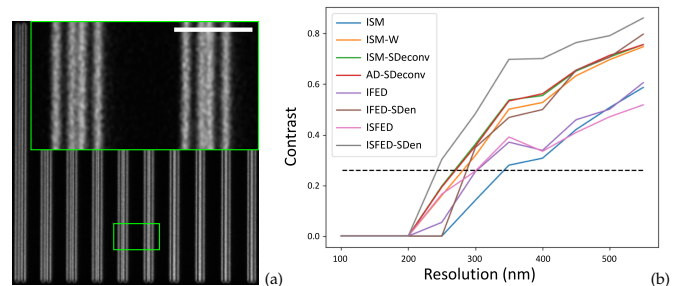 (a)
Contrast
0.8
0.6
0.4
0.2
0.0
ISM
ISM-W
ISM-SDeconv
AD-SDeconv
IFED
IFED-SDen
ISFED
ISFED-SDen
100 200 300 400 500
Resolution (nm)
(b)